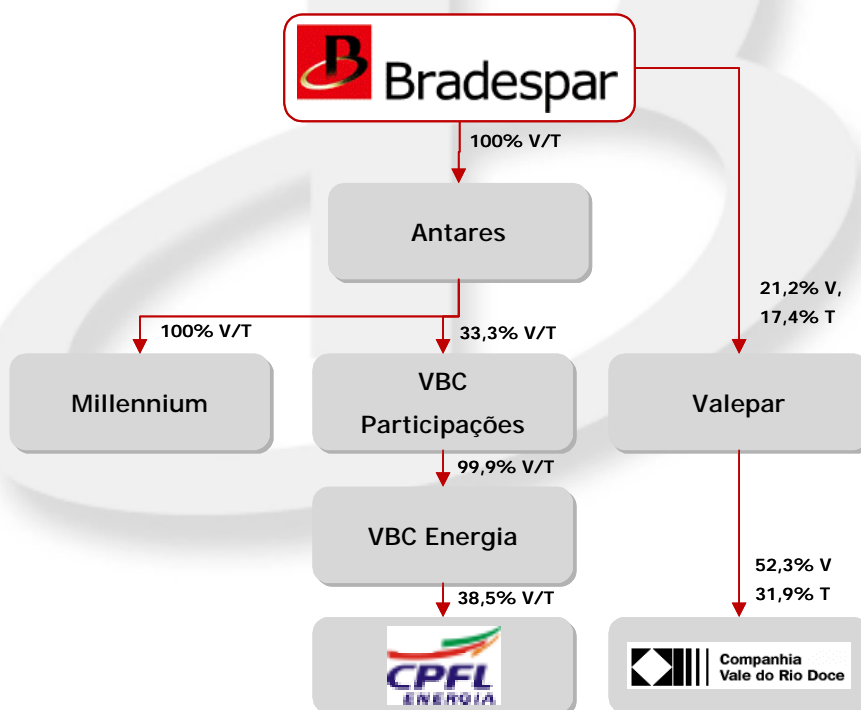 B Bradespar
100% V/T
Antares
21,2% V,
17,4% T
100% V/T
33,3% V/T
Millennium
VBC
Participações
Valepar
99,9% V/T
VBC Energia
52,3% V
31,9% T
38,5% V/T
CPFL
ENERGIA
Companhia
Vale do Rio Doce